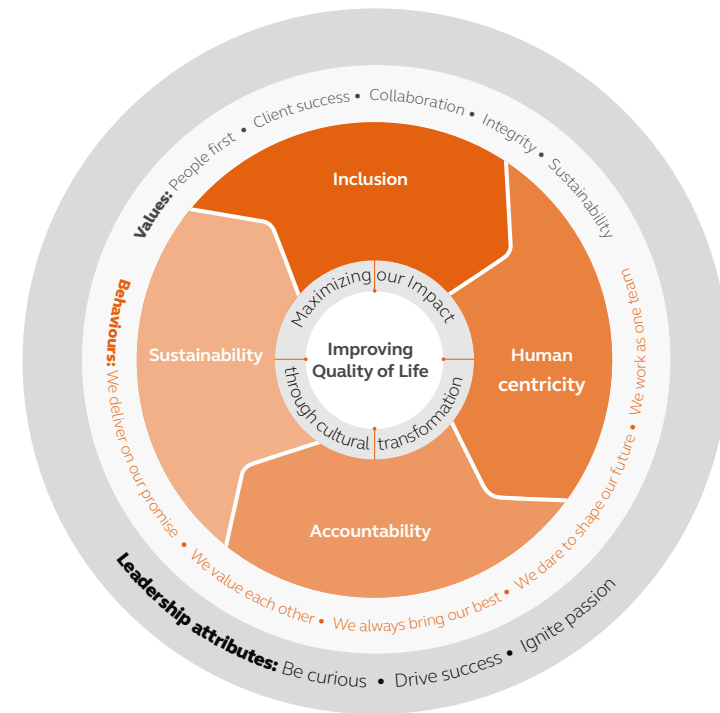 Values: People first • Client success • Collaboration • Integrity • Sustainability
Inclusion
Maximizing our Impact
Improving
Quality of Life
through cultural transformation
Sustainability
Human
centricity
Accountability
Behaviours: We deliver on our promise • We value each other • We always bring our best • We dare to shape our future • We work as one team
Leadership attributes: Be curious • Drive success • Ignite passion